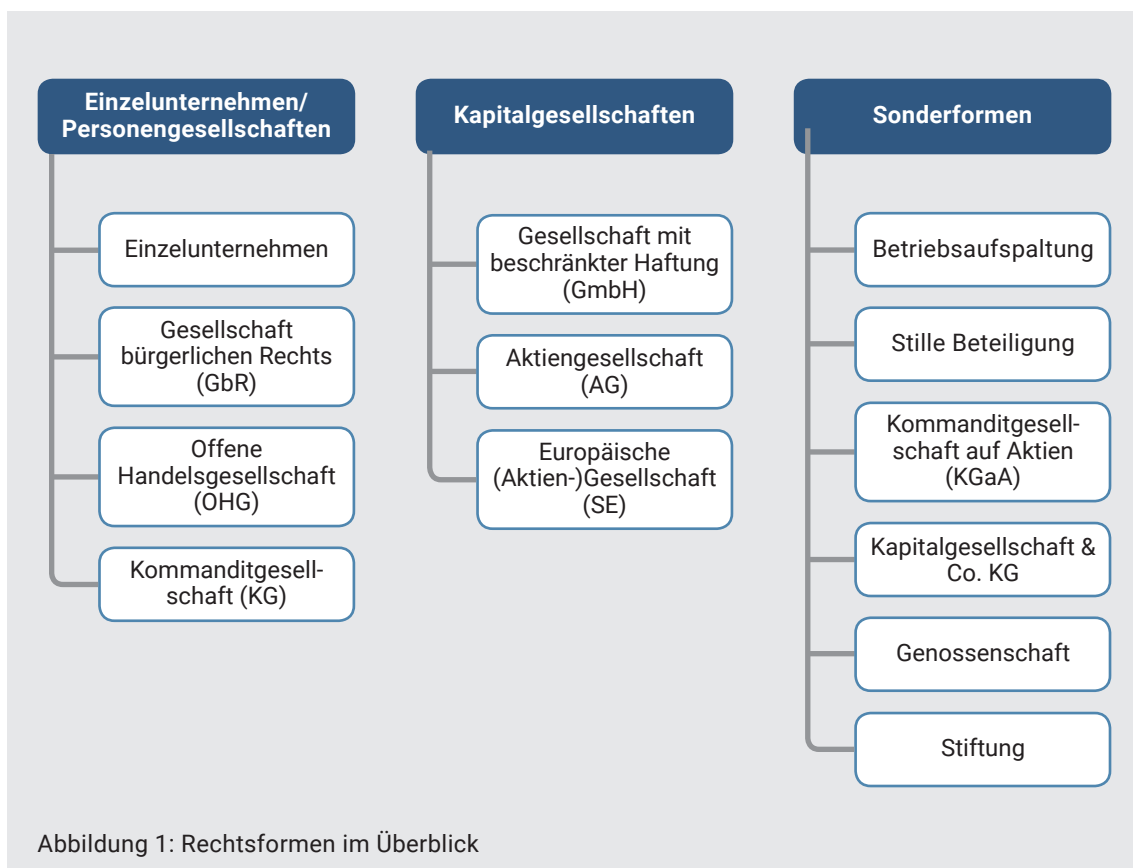 Einzelunternehmen/
Personengesellschaften
Einzelunternehmen
Gesellschaft
bürgerlichen Rechts
(GbR)
Offene
Handelsgesellschaft
(OHG)
Kommanditgesell-
schaft (KG)
Kapitalgesellschaften
Gesellschaft mit
beschränkter Haftung
(GmbH)
Aktiengesellschaft
(AG)
Europäische
(Aktien-)Gesellschaft
(SE)
Sonderformen
Betriebsaufspaltung
Stille Beteiligung
Kommanditgesell-
schaft auf Aktien
(KGaA)
Kapitalgesellschaft &
Co. KG
Genossenschaft
Stiftung
Abbildung 1: Rechtsformen im Überblick